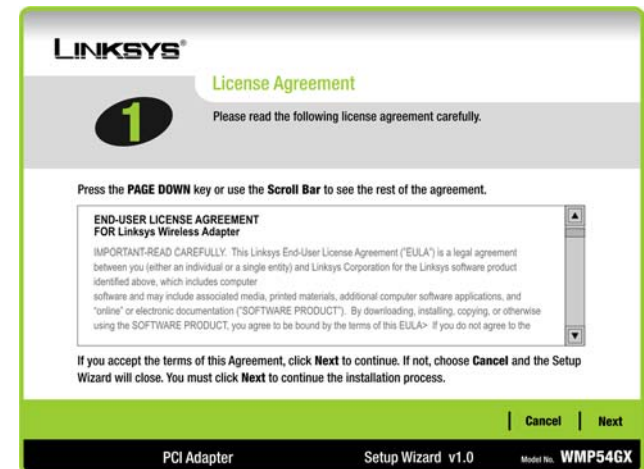 LINKSYS®
License Agreement
1
Please read the following license agreement carefully.
Press the PAGE DOWN key or use the Scroll Bar to see the rest of the agreement.
END-USER LICENSE AGREEMENT
FOR Linksys Wireless Adapter
IMPORTANT-READ CAREFULLY. This Linksys End-User License Agreement ("EULA") is a legal agreement
between you (either an individual or a single entity) and Linksys Corporation for the Linksys software product
identified above, which includes computer
software and may include associated media, printed materials, additional computer software applications, and
"online" or electronic documentation ("SOFTWARE PRODUCT"). By downloading, installing, copying, or otherwise
using the SOFTWARE PRODUCT, you agree to be bound by the terms of this EULA> If you do not agree to the
If you accept the terms of this Agreement, click Next to continue. If not, choose Cancel and the Setup
Wizard will close. You must click Next to continue the installation process.
Cancel
Next
PCI Adapter
Setup Wizard v1.0
Model No. WMP54GX